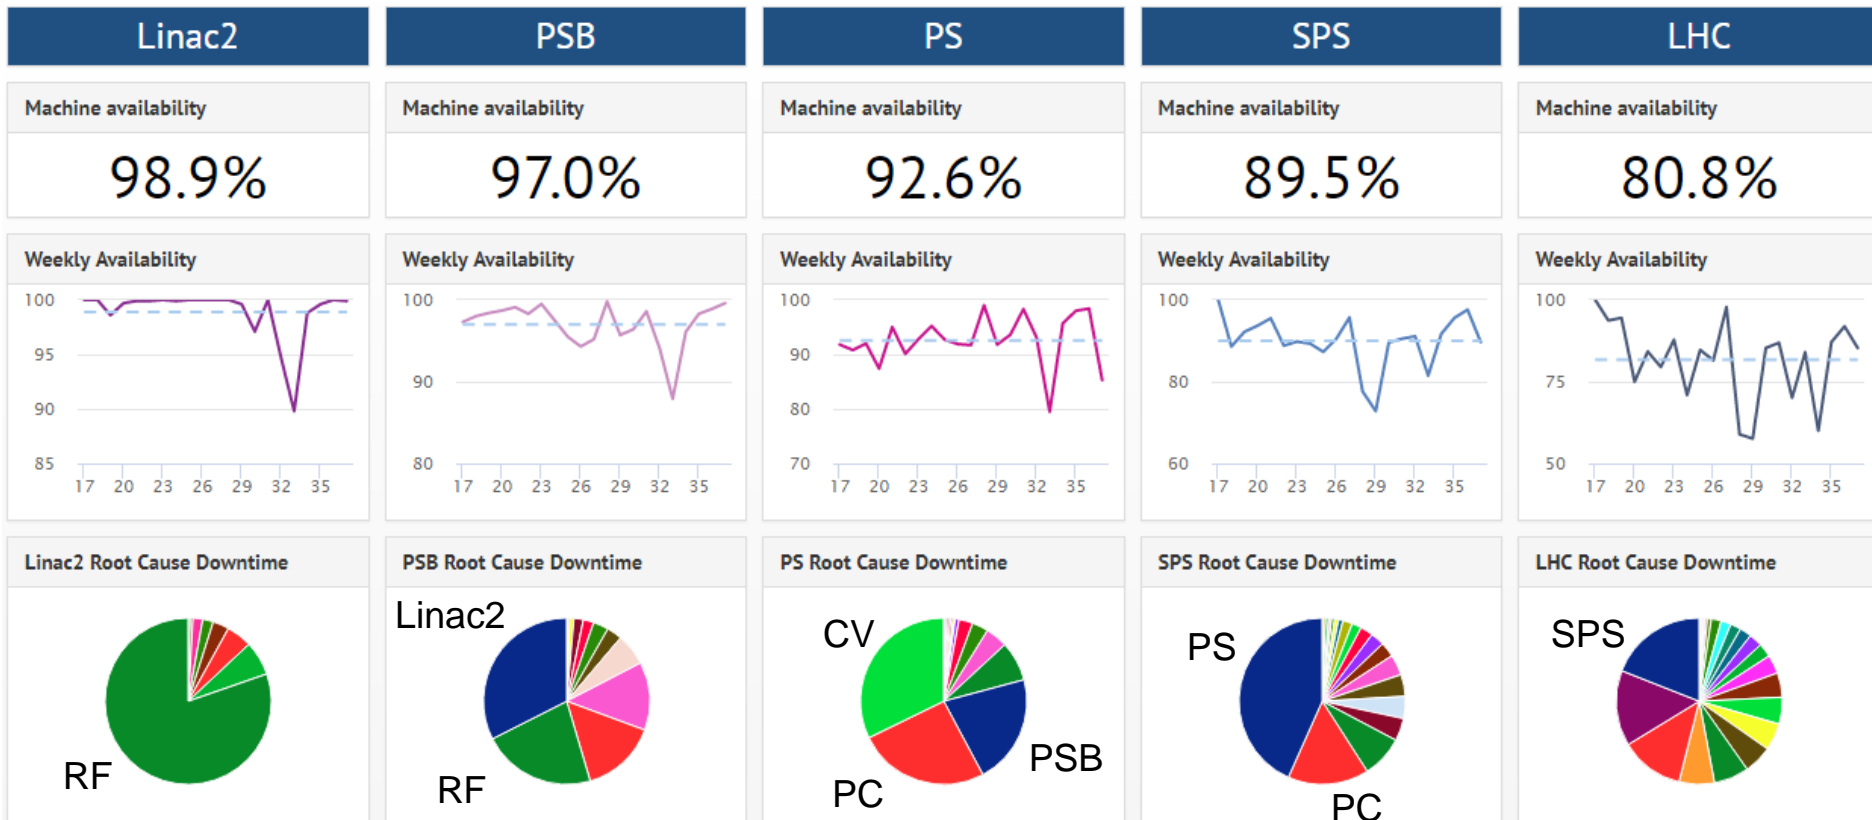 Linac2 PSB PS SPS LHC
Machine availability Machine availability Machine availability Machine availability Machine availability
98.9% 97.0% 92.6% 89.5% 80.8%
Weekly Availability Weekly Availability Weekly Availability Weekly Availability Weekly Availability
100 100 100 100 100
95 90
90 80 75
90 80
85 80 70 60 50
17 20 23 26 29 32 35 17 20 23 26 29 32 35 17 20 23 26 29 32 35 17 20 23 26 29 32 35 17 20 23 26 29 32 35
Linac2 Root Cause Downtime PSB Root Cause Downtime PS Root Cause Downtime SPS Root Cause Downtime LHC Root Cause Downtime
Linac2
CV PS SPS
PSB
RF RF PC PC